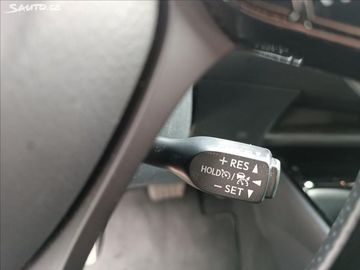 SAUTO.CZ
+ RES
HOLD /
- SET